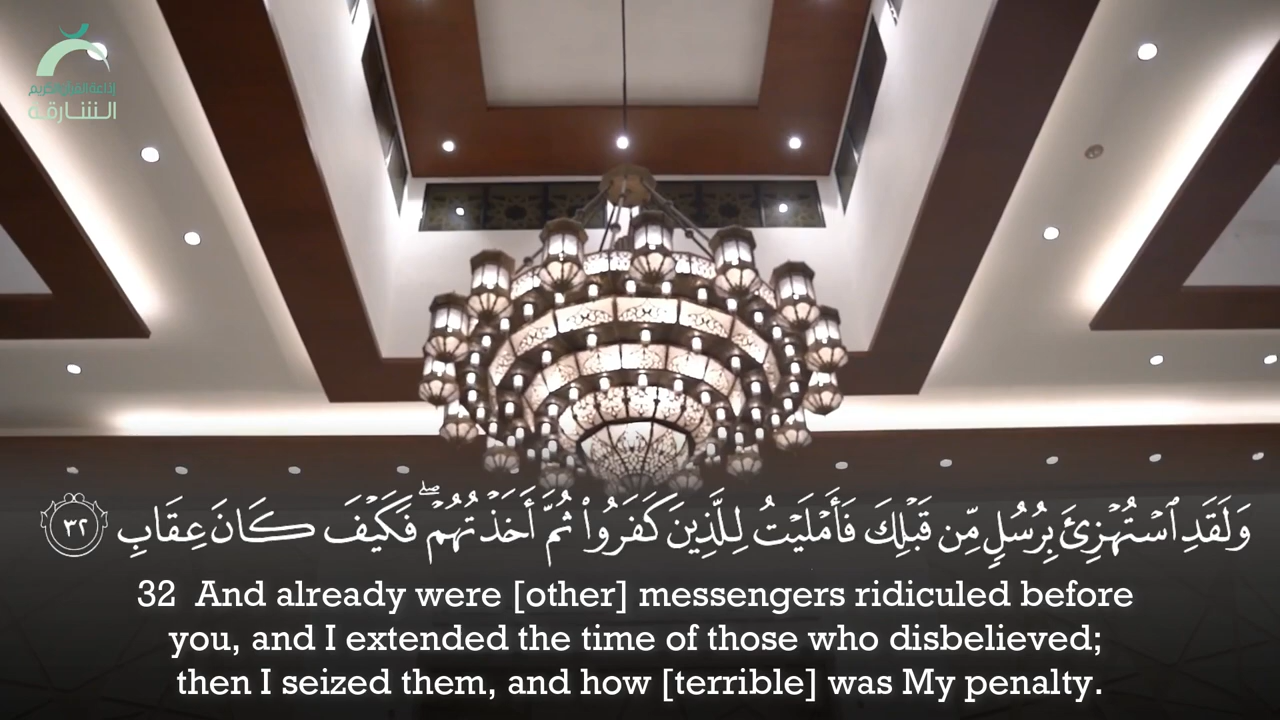 إذاعة القرآن الكريم
الشارقة
وَلَقَدِ ٱسْتُهْزِئَ بِرُسُلٍ مِّن قَبْلِكَ فَأَمْلَيْتُ لِلَّذِينَ كَفَرُوا۟ ثُمَّ أَخَذْتُهُمْ ۖ فَكَيْفَ كَانَ عِقَابِ ٣٢
32 And already were [other] messengers ridiculed before
you, and I extended the time of those who disbelieved;
then I seized them, and how [terrible] was My penalty.